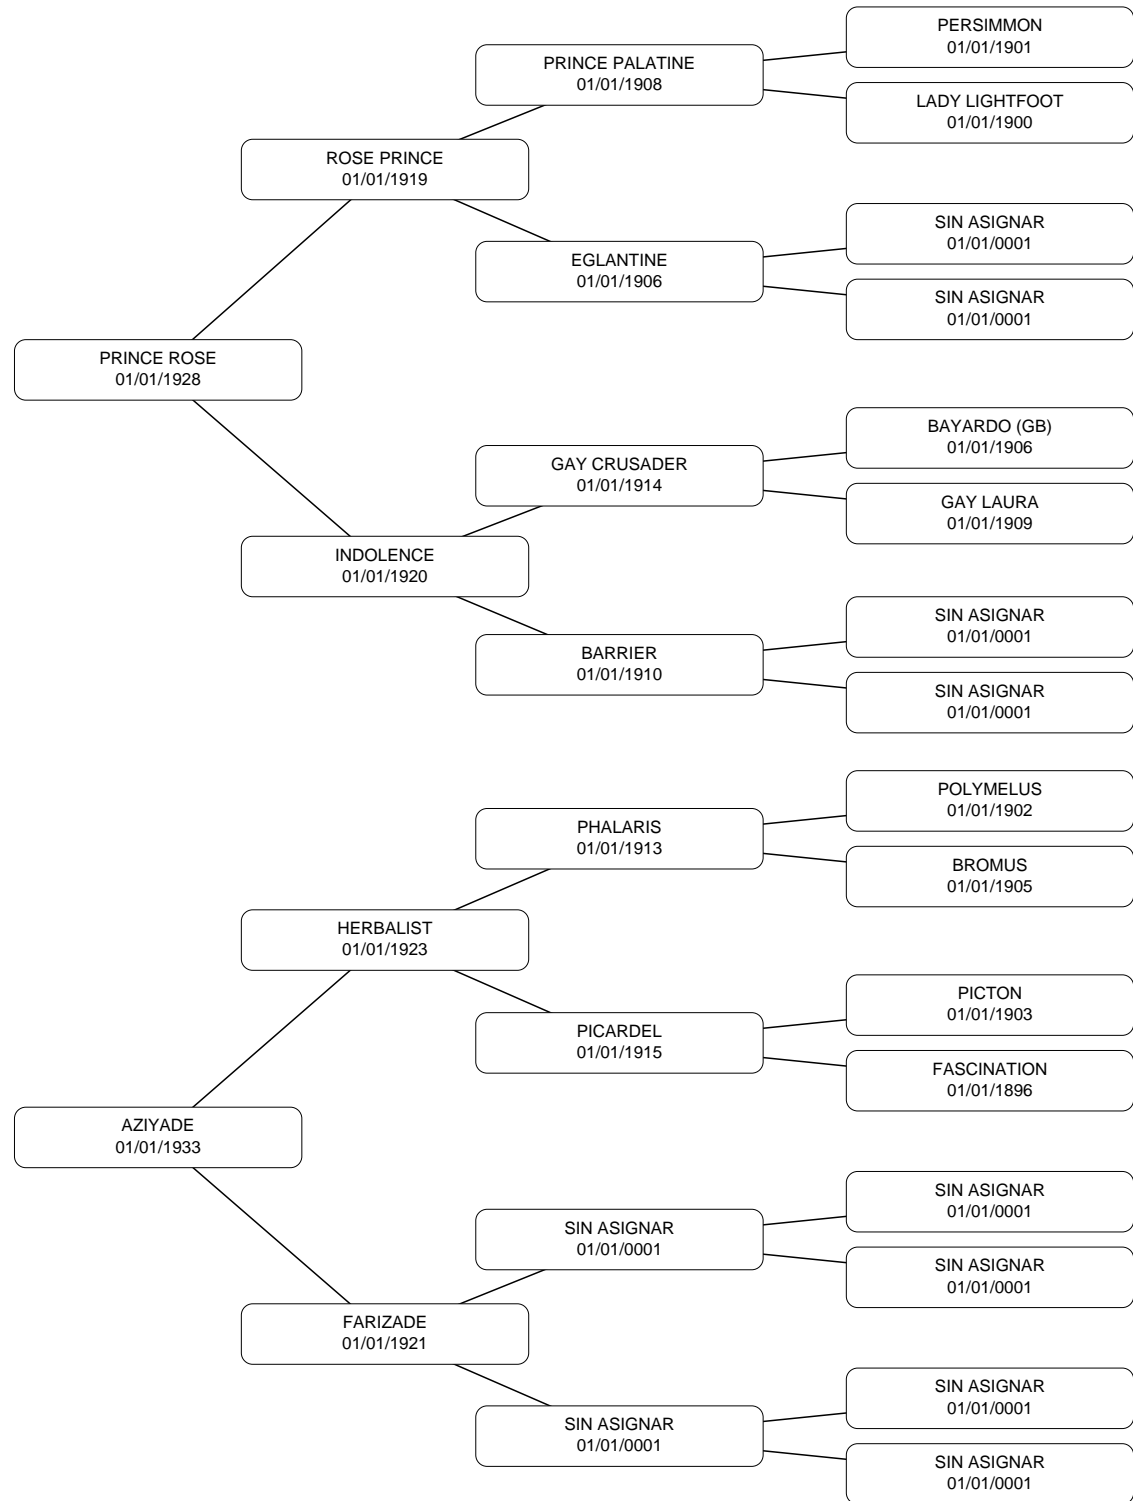 PERSIMMON
01/01/1901
PRINCE PALATINE
01/01/1908
LADY LIGHTFOOT
01/01/1900
ROSE PRINCE
01/01/1919
SIN ASIGNAR
01/01/0001
EGLANTINE
01/01/1906
SIN ASIGNAR
01/01/0001
PRINCE ROSE
01/01/1928
BAYARDO (GB)
01/01/1906
GAY CRUSADER
01/01/1914
GAY LAURA
01/01/1909
INDOLENCE
01/01/1920
SIN ASIGNAR
01/01/0001
BARRIER
01/01/1910
SIN ASIGNAR
01/01/0001
POLYMELUS
01/01/1902
PHALARIS
01/01/1913
BROMUS
01/01/1905
HERBALIST
01/01/1923
PICTON
01/01/1903
PICARDEL
01/01/1915
FASCINATION
01/01/1896
AZIYADE
01/01/1933
SIN ASIGNAR
01/01/0001
SIN ASIGNAR
01/01/0001
SIN ASIGNAR
01/01/0001
FARIZADE
01/01/1921
SIN ASIGNAR
01/01/0001
SIN ASIGNAR
01/01/0001
SIN ASIGNAR
01/01/0001